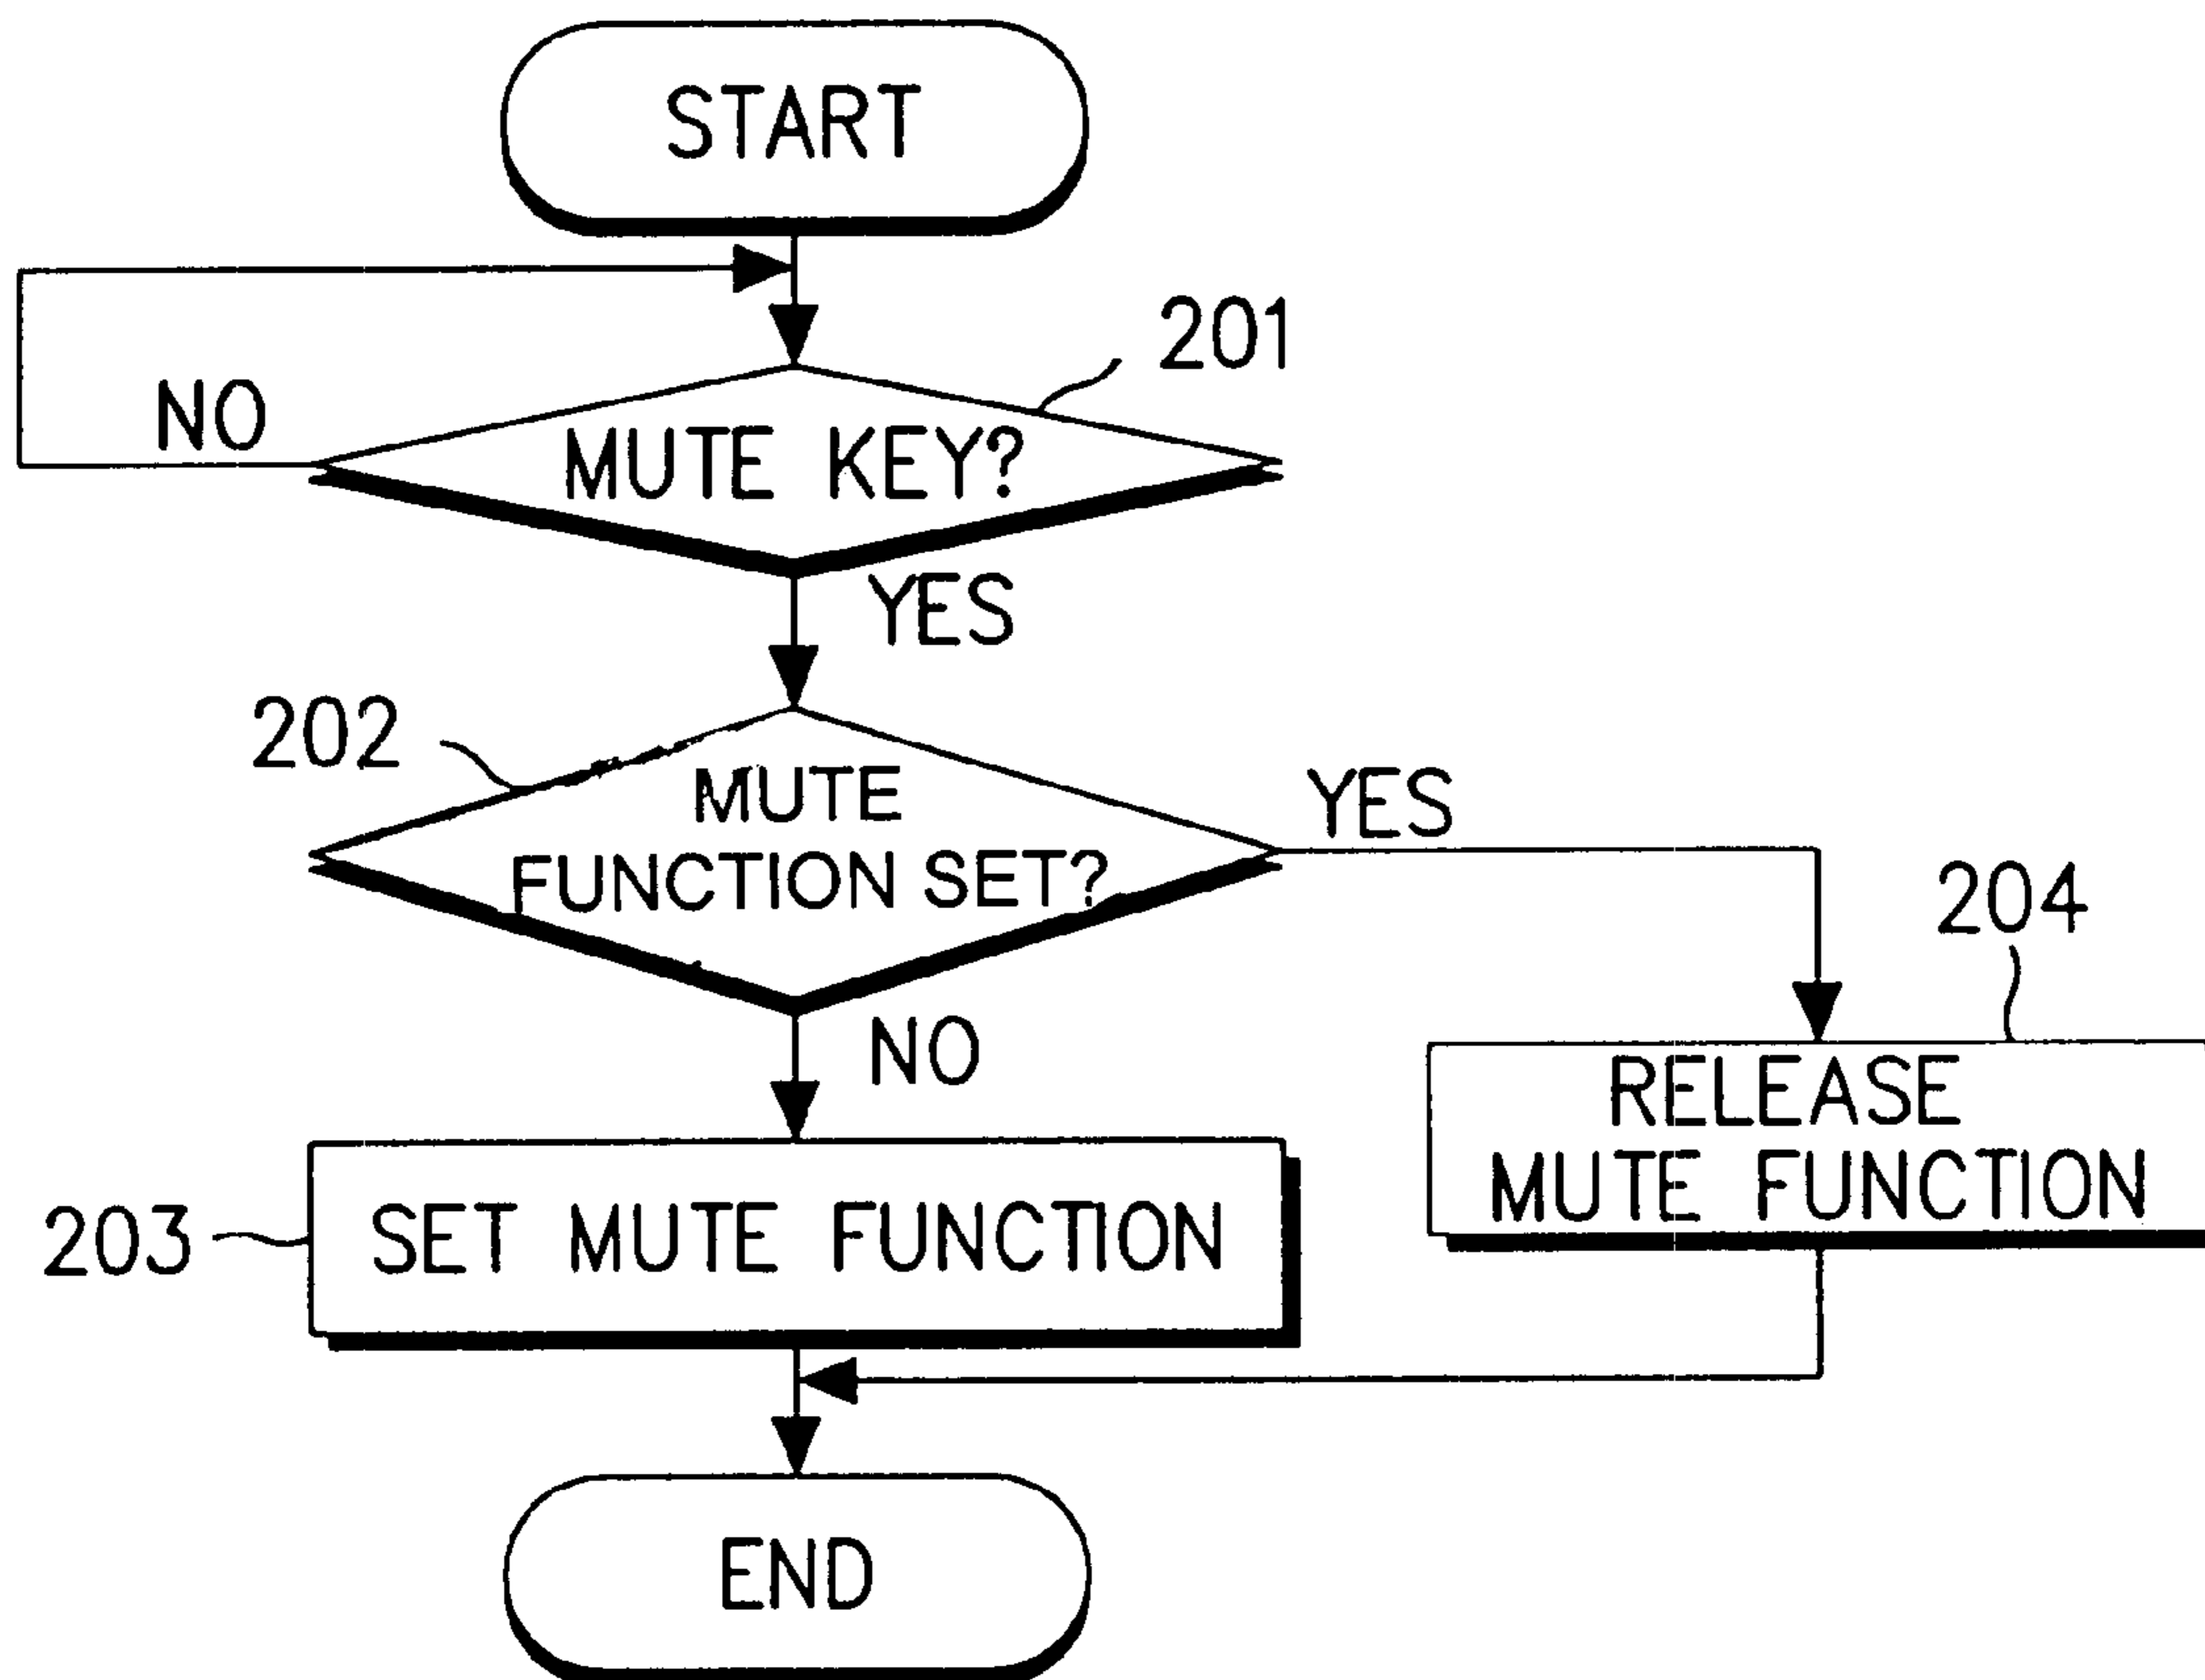 START
201
NO
MUTE KEY?
YES
202
MUTE
FUNCTION SET?
YES
204
NO
RELEASE
MUTE FUNCTION
203
SET MUTE FUNCTION
END